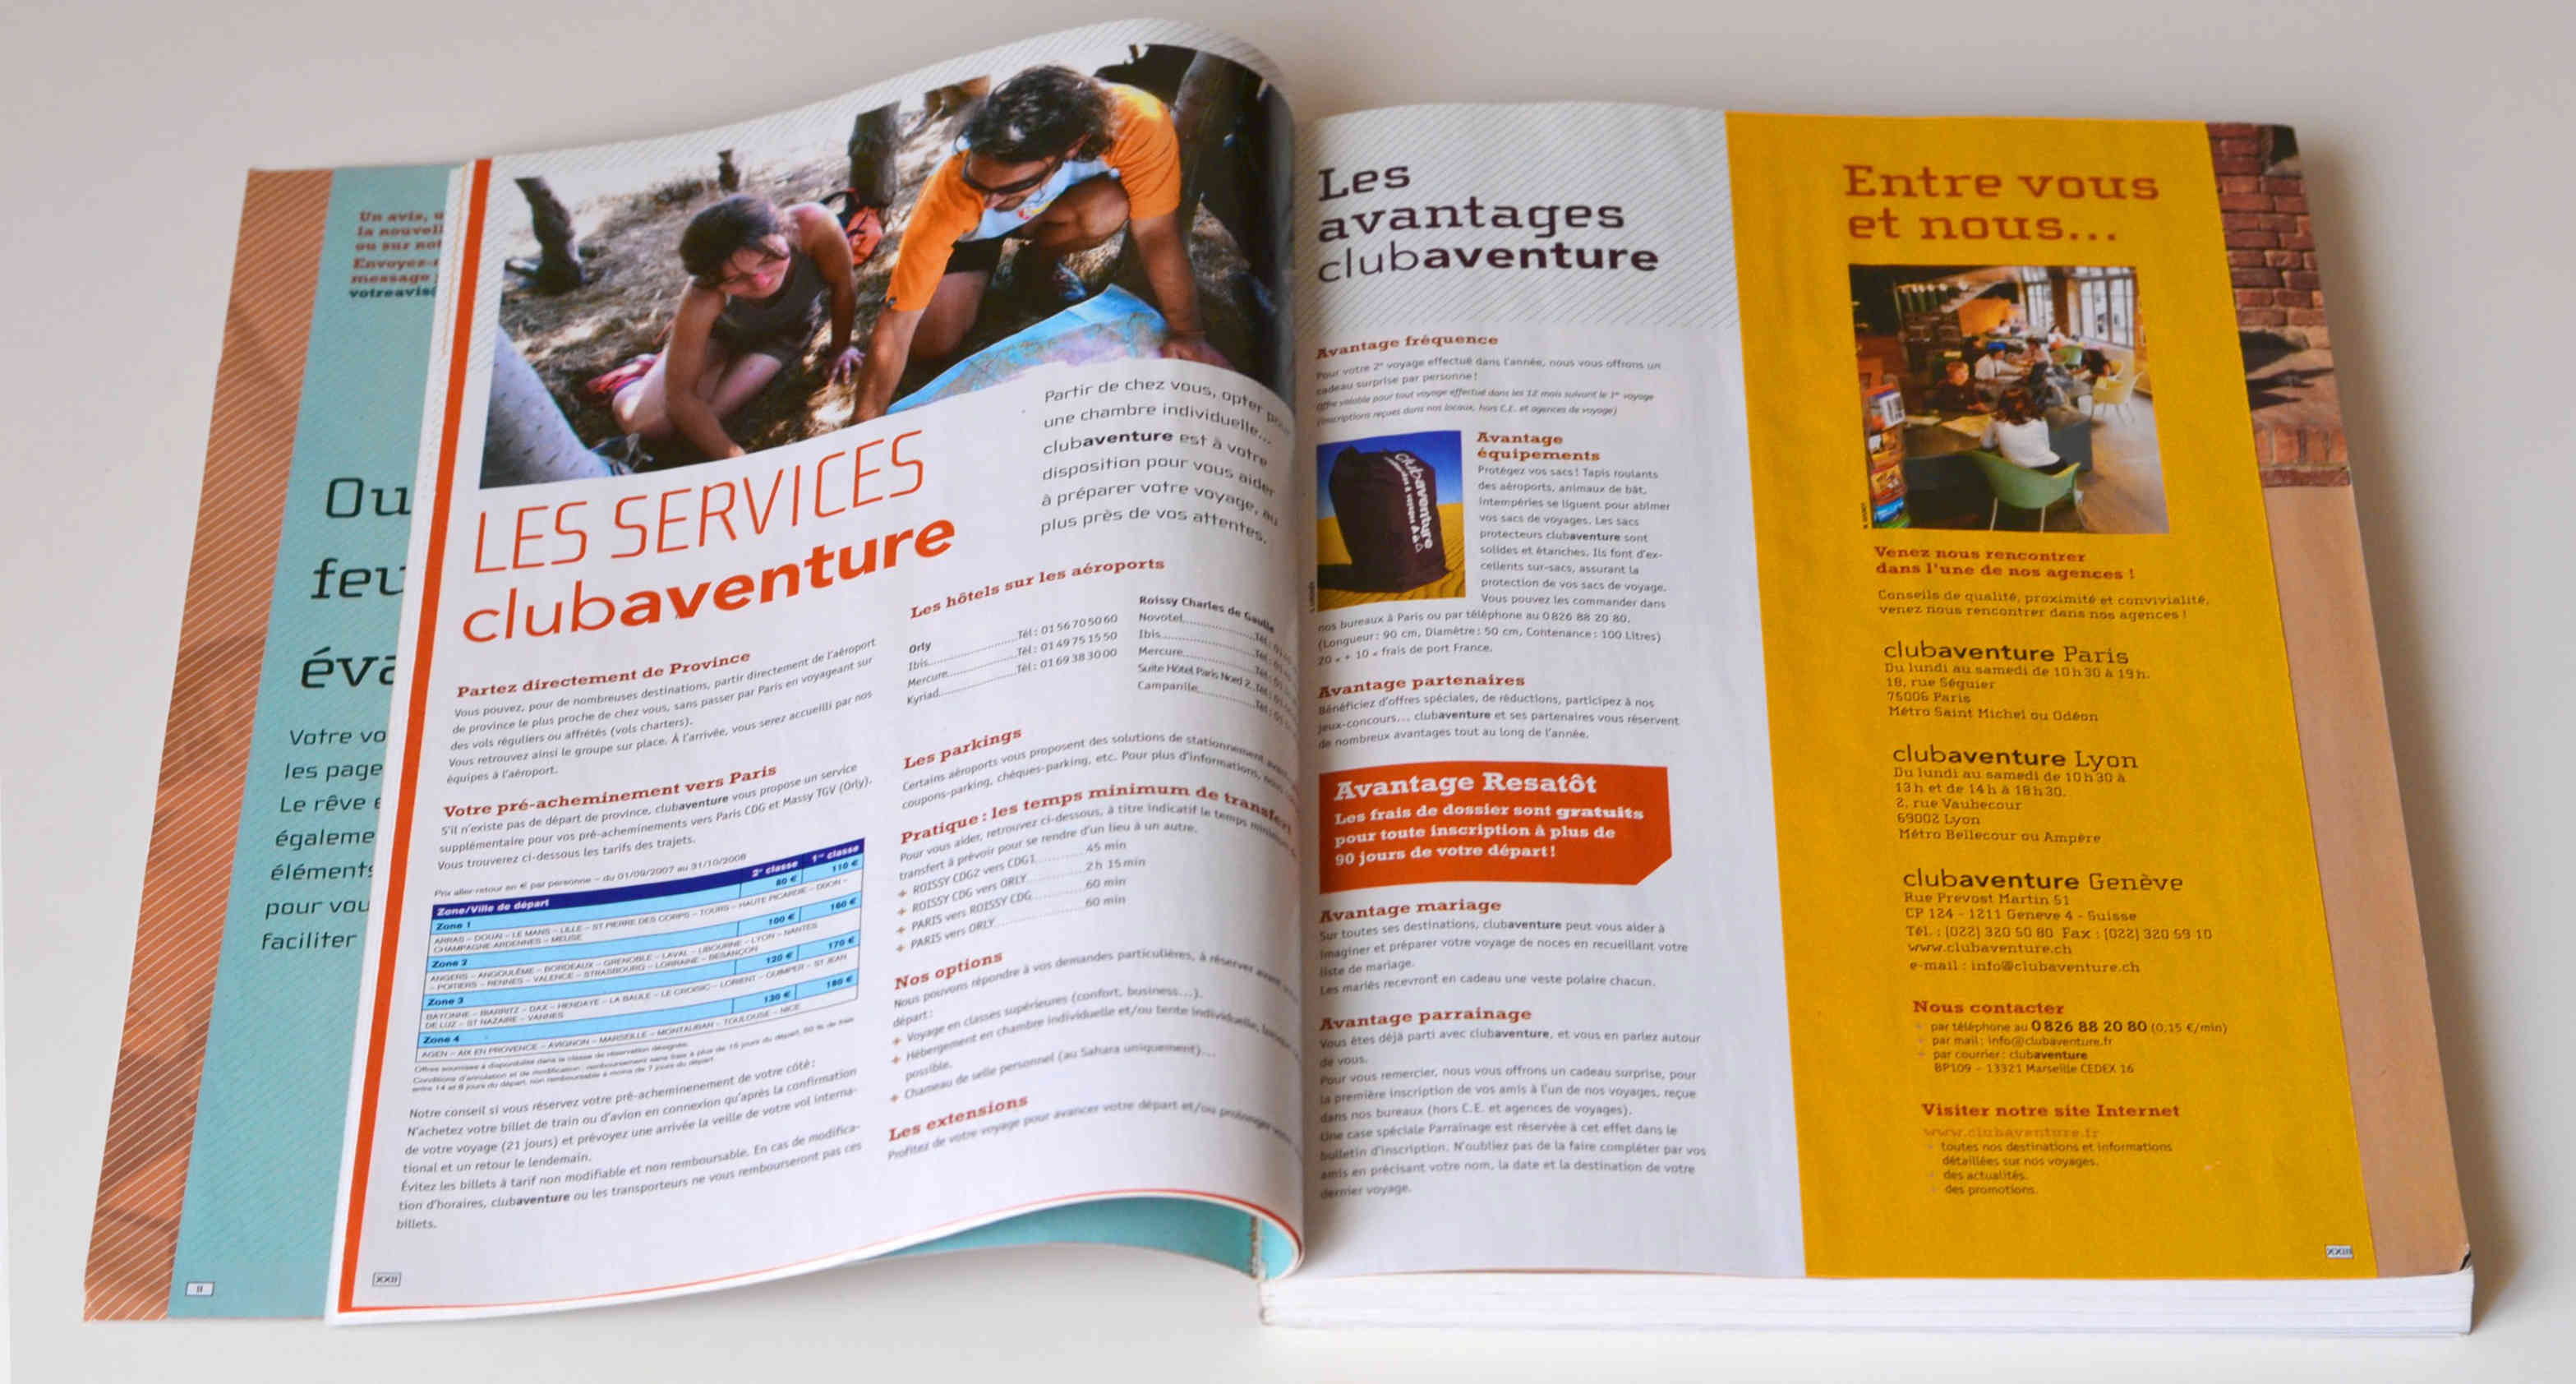 Un avis, u
la nouvell
ou sur not
Envoyez-
message
votreavis@
Ou
feu
éva
Votre vo
les page
Le rêve e
égaleme
éléments
pour vou
faciliter
II
Partir de chez vous, opter pour
une chambre individuelle...
clubaventure est à votre
disposition pour vous aider
à préparer votre voyage, au
plus près de vos attentes.
LES SERVICES
clubaventure
Partez directement de Province
Vous pouvez, pour de nombreuses destinations, partir directement de l'aéroport
de province le plus proche de chez vous, sans passer par Paris en voyageant sur
des vols réguliers ou affrétés (vols charters).
Vous retrouvez ainsi le groupe sur place. À l'arrivée, vous serez accueilli par nos
équipes à l'aéroport.
Votre pré-acheminement vers Paris
S'il n'existe pas de départ de province, clubaventure vous propose un service
supplémentaire pour vos pré-acheminements vers Paris CDG et Massy TGV (Orly).
Vous trouverez ci-dessous les tarifs des trajets.
Prix aller-retour en € par personne – du 01/09/2007 au 31/10/2008
Zone/Ville de départ 2e classe 1re classe
Zone 1 80 € 110 €
ARRAS – DOUAI – LE MANS – LILLE – ST PIERRE DES CORPS – TOURS – HAUTE PICARDIE – DIJON –
CHAMPAGNE ARDENNES – MEUSE
Zone 2 100 € 160 €
ANGERS – ANGOULÊME – BORDEAUX – GRENOBLE – LAVAL – LIBOURNE – LYON – NANTES
– POITIERS – RENNES – VALENCE – STRASBOURG – LORRAINE – BESANÇON
Zone 3 120 € 170 €
BAYONNE – BIARRITZ – DAX – HENDAYE – LA BAULE – LE CROISIC – LORIENT – QUIMPER – ST JEAN
DE LUZ – ST NAZAIRE – VANNES
Zone 4 130 € 180 €
AGEN – AIX EN PROVENCE – AVIGNON – MARSEILLE – MONTAUBAN – TOULOUSE – NICE
Offres soumises à disponibilités dans la classe de réservation désignée.
Conditions d'annulation et de modification : remboursement sans frais à plus de 15 jours du départ, 50 % de frais
entre 14 et 8 jours du départ, non remboursable à moins de 7 jours du départ
Notre conseil si vous réservez votre pré-acheminenement de votre côté :
N'achetez votre billet de train ou d'avion en connexion qu'après la confirmation
de votre voyage (21 jours) et prévoyez une arrivée la veille de votre vol interna-
tional et un retour le lendemain.
Évitez les billets à tarif non modifiable et non remboursable. En cas de modifica-
tion d'horaires, clubaventure ou les transporteurs ne vous rembourseront pas ces
billets.
XXII
Les hôtels sur les aéroports
Orly
Ibis Tél : 01 56 70 50 60
Mercure Tél : 01 49 75 15 50
Kyriad Tél : 01 69 38 30 00
Roissy Charles de Gaulle
Novotel Tél : 01
Ibis Tél : 01
Mercure Tél : 01
Suite Hôtel Paris Nord 2 Tél : 01
Campanile Tél : 01
Les parkings
Certains aéroports vous proposent des solutions de stationnement avec
coupons-parking, chèques-parking, etc. Pour plus d'informations, nous
Pratique : les temps minimum de transfert
Pour vous aider, retrouvez ci-dessous, à titre indicatif le temps minimum
transfert à prévoir pour se rendre d'un lieu à un autre.
+ ROISSY CDG2 vers CDG1 45 min
+ ROISSY CDG vers ORLY 2h 15min
+ PARIS vers ROISSY CDG 60 min
+ PARIS vers ORLY 60 min
Nos options
Nous pouvons répondre à vos demandes particulières, à réserver avant
départ :
+ Voyage en classes supérieures (confort, business...).
+ Hébergement en chambre individuelle et/ou tente individuelle, lorsque
possible.
+ Chameau de selle personnel (au Sahara uniquement)...
Les extensions
Profitez de votre voyage pour avancer votre départ et/ou prolonger votre
Les
avantages
clubaventure
Avantage fréquence
Pour votre 2e voyage effectué dans l'année, nous vous offrons un
cadeau surprise par personne !
(Offre valable pour tout voyage effectué dans les 12 mois suivant le 1er voyage
inscriptions reçues dans nos locaux, hors C.E. et agences de voyage)
clubaventure
Avantage
équipements
Protégez vos sacs ! Tapis roulants
des aéroports, animaux de bât,
intempéries se liguent pour abîmer
vos sacs de voyages. Les sacs
protecteurs clubaventure sont
solides et étanches. Ils font d'ex-
cellents sur-sacs, assurant la
protection de vos sacs de voyage.
Vous pouvez les commander dans
nos bureaux à Paris ou par téléphone au 0826 88 20 80.
(Longueur : 90 cm, Diamètre : 50 cm, Contenance : 100 Litres)
20 € + 10 € frais de port France.
Avantage partenaires
Bénéficiez d'offres spéciales, de réductions, participez à nos
jeux-concours... clubaventure et ses partenaires vous réservent
de nombreux avantages tout au long de l'année.
Avantage Resatôt
Les frais de dossier sont gratuits
pour toute inscription à plus de
90 jours de votre départ !
Avantage mariage
Sur toutes ses destinations, clubaventure peut vous aider à
imaginer et préparer votre voyage de noces en recueillant votre
liste de mariage.
Les mariés recevront en cadeau une veste polaire chacun.
Avantage parrainage
Vous êtes déjà parti avec clubaventure, et vous en parlez autour
de vous.
Pour vous remercier, nous vous offrons un cadeau surprise, pour
la première inscription de vos amis à l'un de nos voyages, reçue
dans nos bureaux (hors C.E. et agences de voyages).
Une case spéciale Parrainage est réservée à cet effet dans le
bulletin d'inscription. N'oubliez pas de la faire compléter par vos
amis en précisant votre nom, la date et la destination de votre
dernier voyage.
Entre vous
et nous...
Venez nous rencontrer
dans l'une de nos agences !
Conseils de qualité, proximité et convivialité,
venez nous rencontrer dans nos agences !
clubaventure Paris
Du lundi au samedi de 10h30 à 19h.
18, rue Séguier
75006 Paris
Métro Saint Michel ou Odéon
clubaventure Lyon
Du lundi au samedi de 10h30 à
13h et de 14h à 18h30.
2, rue Vaubecour
69002 Lyon
Métro Bellecour ou Ampère
clubaventure Genève
Rue Prevost Martin 51
CP 124 - 1211 Geneve 4 - Suisse
Tél. : (022) 320 50 80 Fax : (022) 320 59 10
www.clubaventure.ch
e-mail : info@clubaventure.ch
Nous contacter
+ par téléphone au 0 826 88 20 80 (0,15 €/min)
+ par mail : info@clubaventure.fr
+ par courrier : clubaventure
BP109 - 13321 Marseille CEDEX 16
Visiter notre site Internet
www.clubaventure.fr
+ toutes nos destinations et informations
détaillées sur nos voyages.
+ des actualités.
+ des promotions.
XXIII